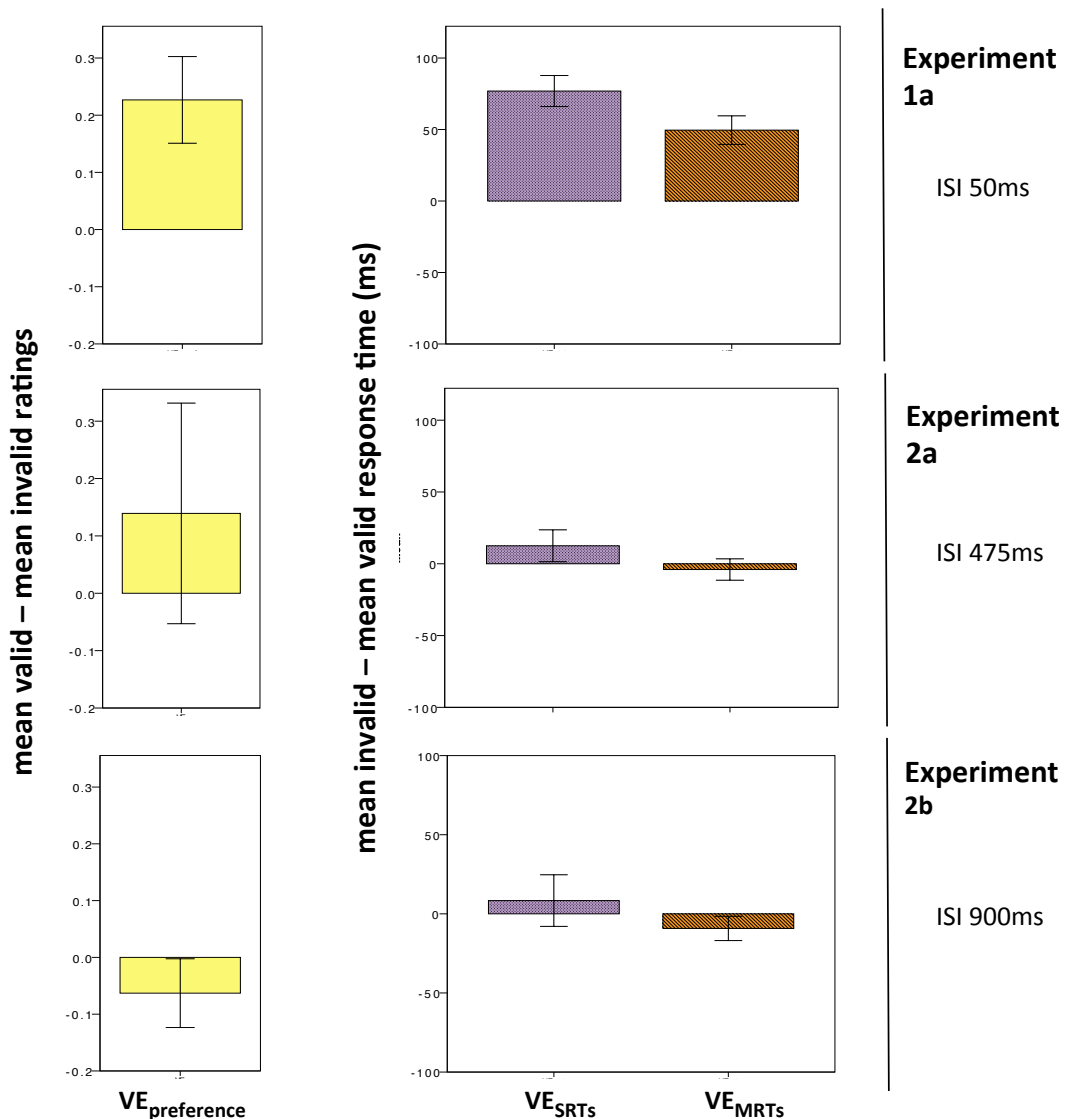 mean valid – mean invalid ratings
mean invalid – mean valid response time (ms)
0.3
0.2
0.1
0.0
-0.1
-0.2
100
50
0
-50
-100
Experiment
1a
ISI 50ms
0.3
0.2
0.1
0.0
-0.1
-0.2
100
50
0
-50
-100
Experiment
2a
ISI 475ms
0.3
0.2
0.1
0.0
-0.1
-0.2
100
50
0
-50
-100
Experiment
2b
ISI 900ms
VEpreference
VESRTs
VEMRTs